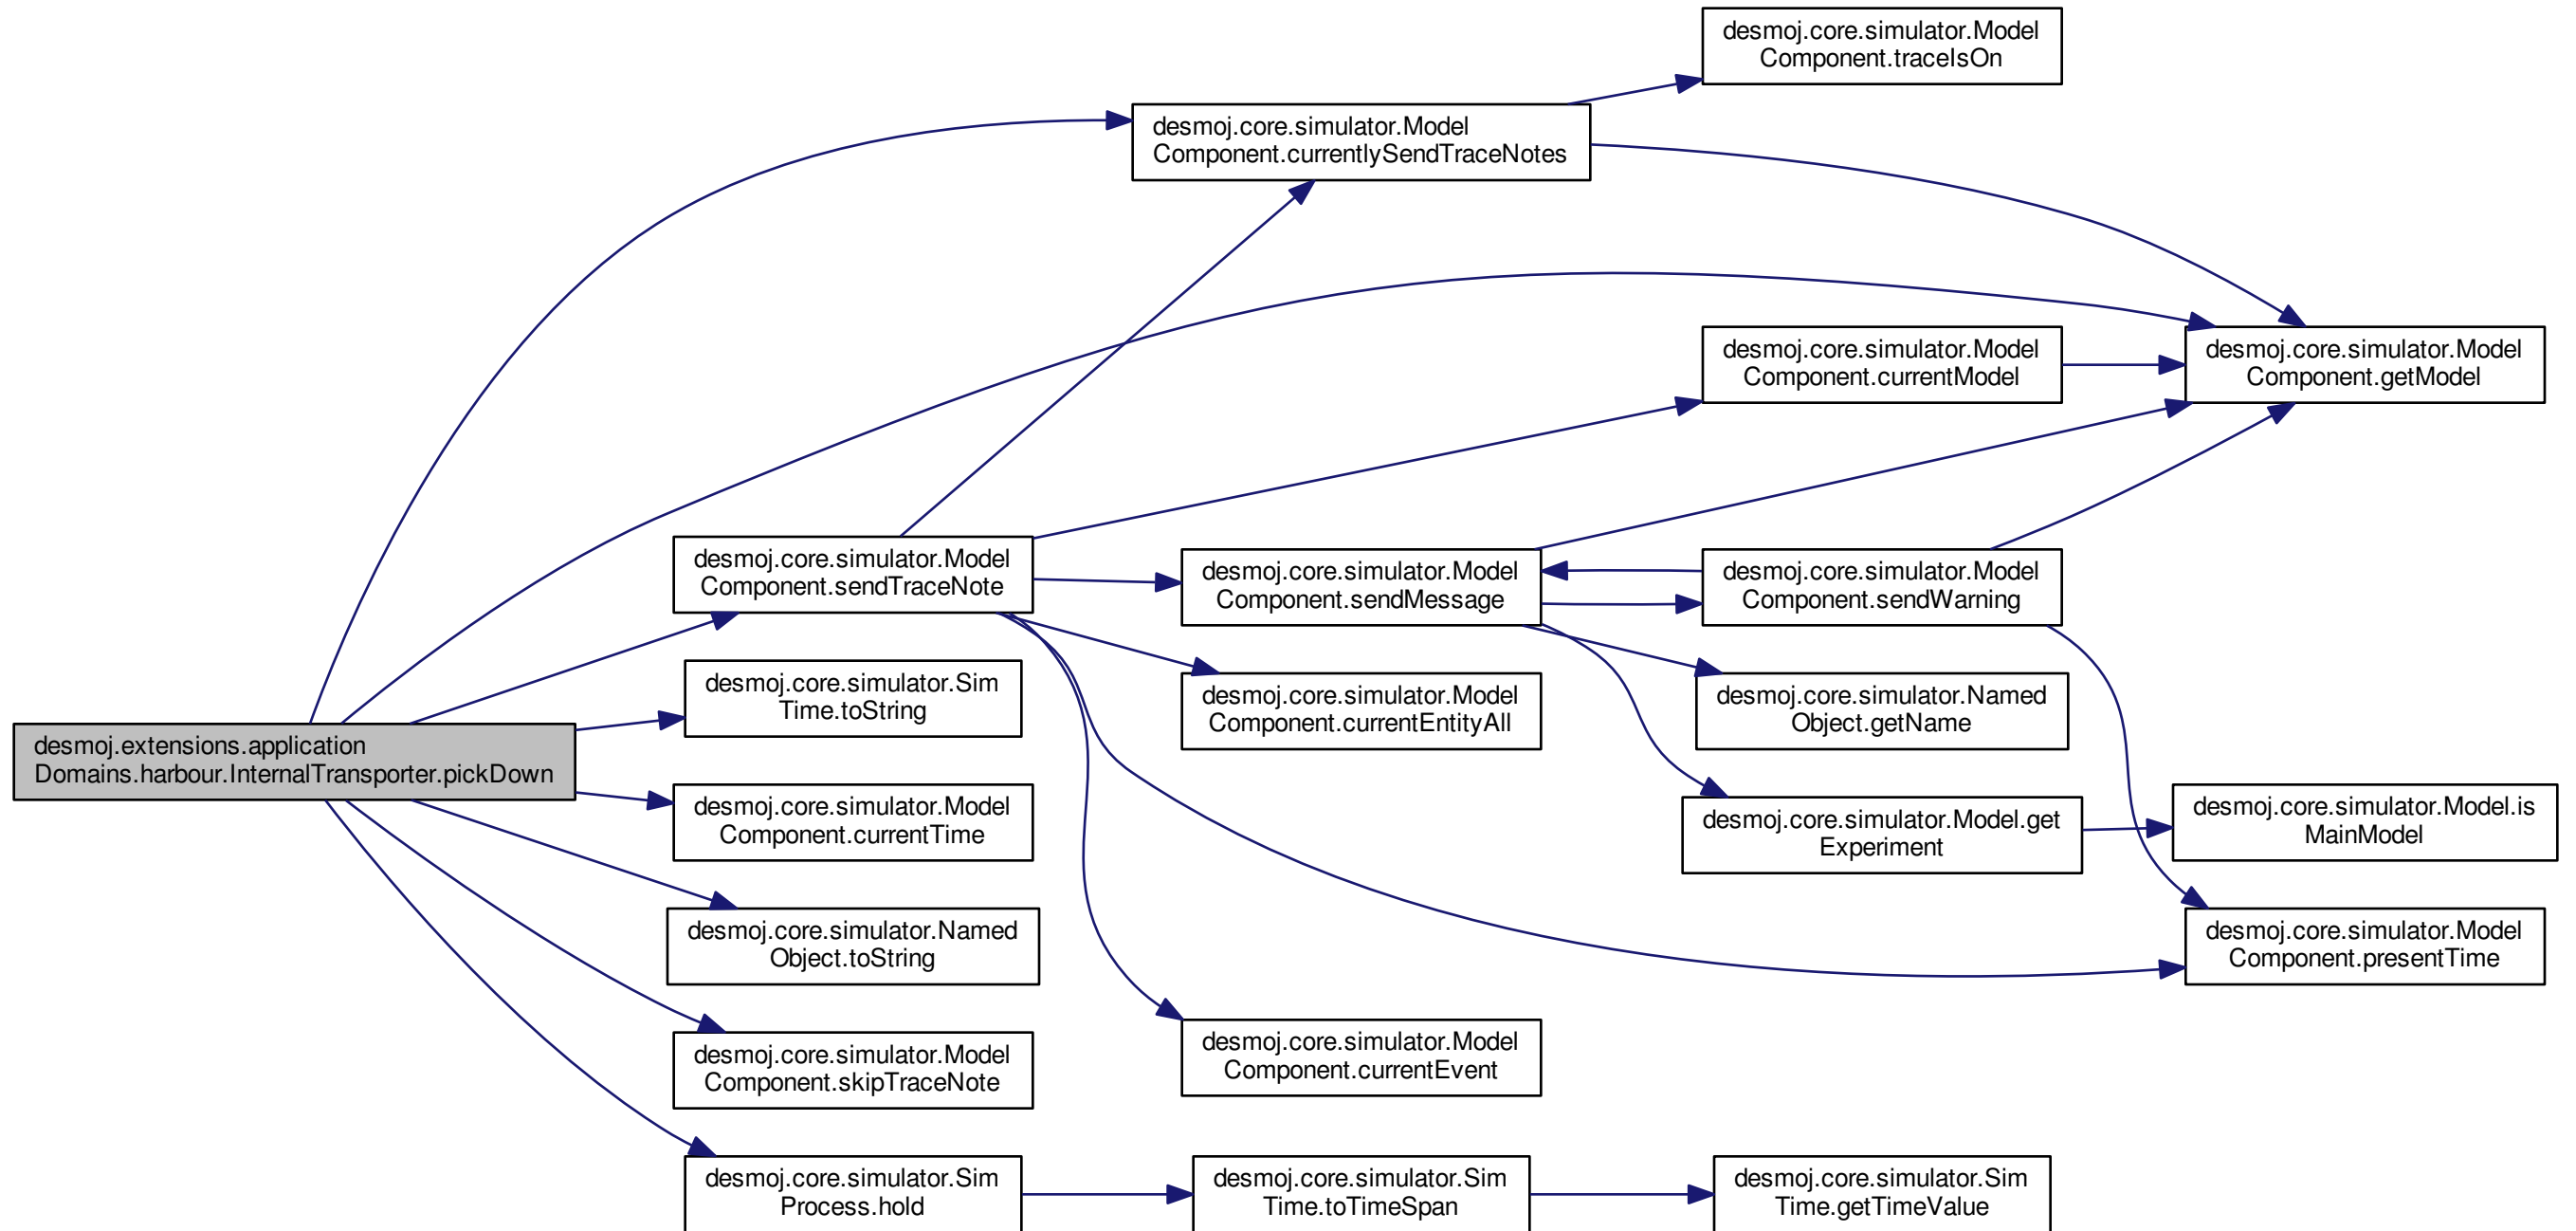 desmoj.core.simulator.Model
Component.traceIsOn
desmoj.core.simulator.Model
Component.currentlySendTraceNotes
desmoj.core.simulator.Model
Component.currentModel
desmoj.core.simulator.Model
Component.getModel
desmoj.core.simulator.Model
Component.sendTraceNote
desmoj.core.simulator.Model
Component.sendMessage
desmoj.core.simulator.Model
Component.sendWarning
desmoj.core.simulator.Sim
Time.toString
desmoj.core.simulator.Model
Component.currentEntityAll
desmoj.core.simulator.Named
Object.getName
desmoj.extensions.application
Domains.harbour.InternalTransporter.pickDown
desmoj.core.simulator.Model
Component.currentTime
desmoj.core.simulator.Model.get
Experiment
desmoj.core.simulator.Model.is
MainModel
desmoj.core.simulator.Named
Object.toString
desmoj.core.simulator.Model
Component.presentTime
desmoj.core.simulator.Model
Component.skipTraceNote
desmoj.core.simulator.Model
Component.currentEvent
desmoj.core.simulator.Sim
Process.hold
desmoj.core.simulator.Sim
Time.toTimeSpan
desmoj.core.simulator.Sim
Time.getTimeValue